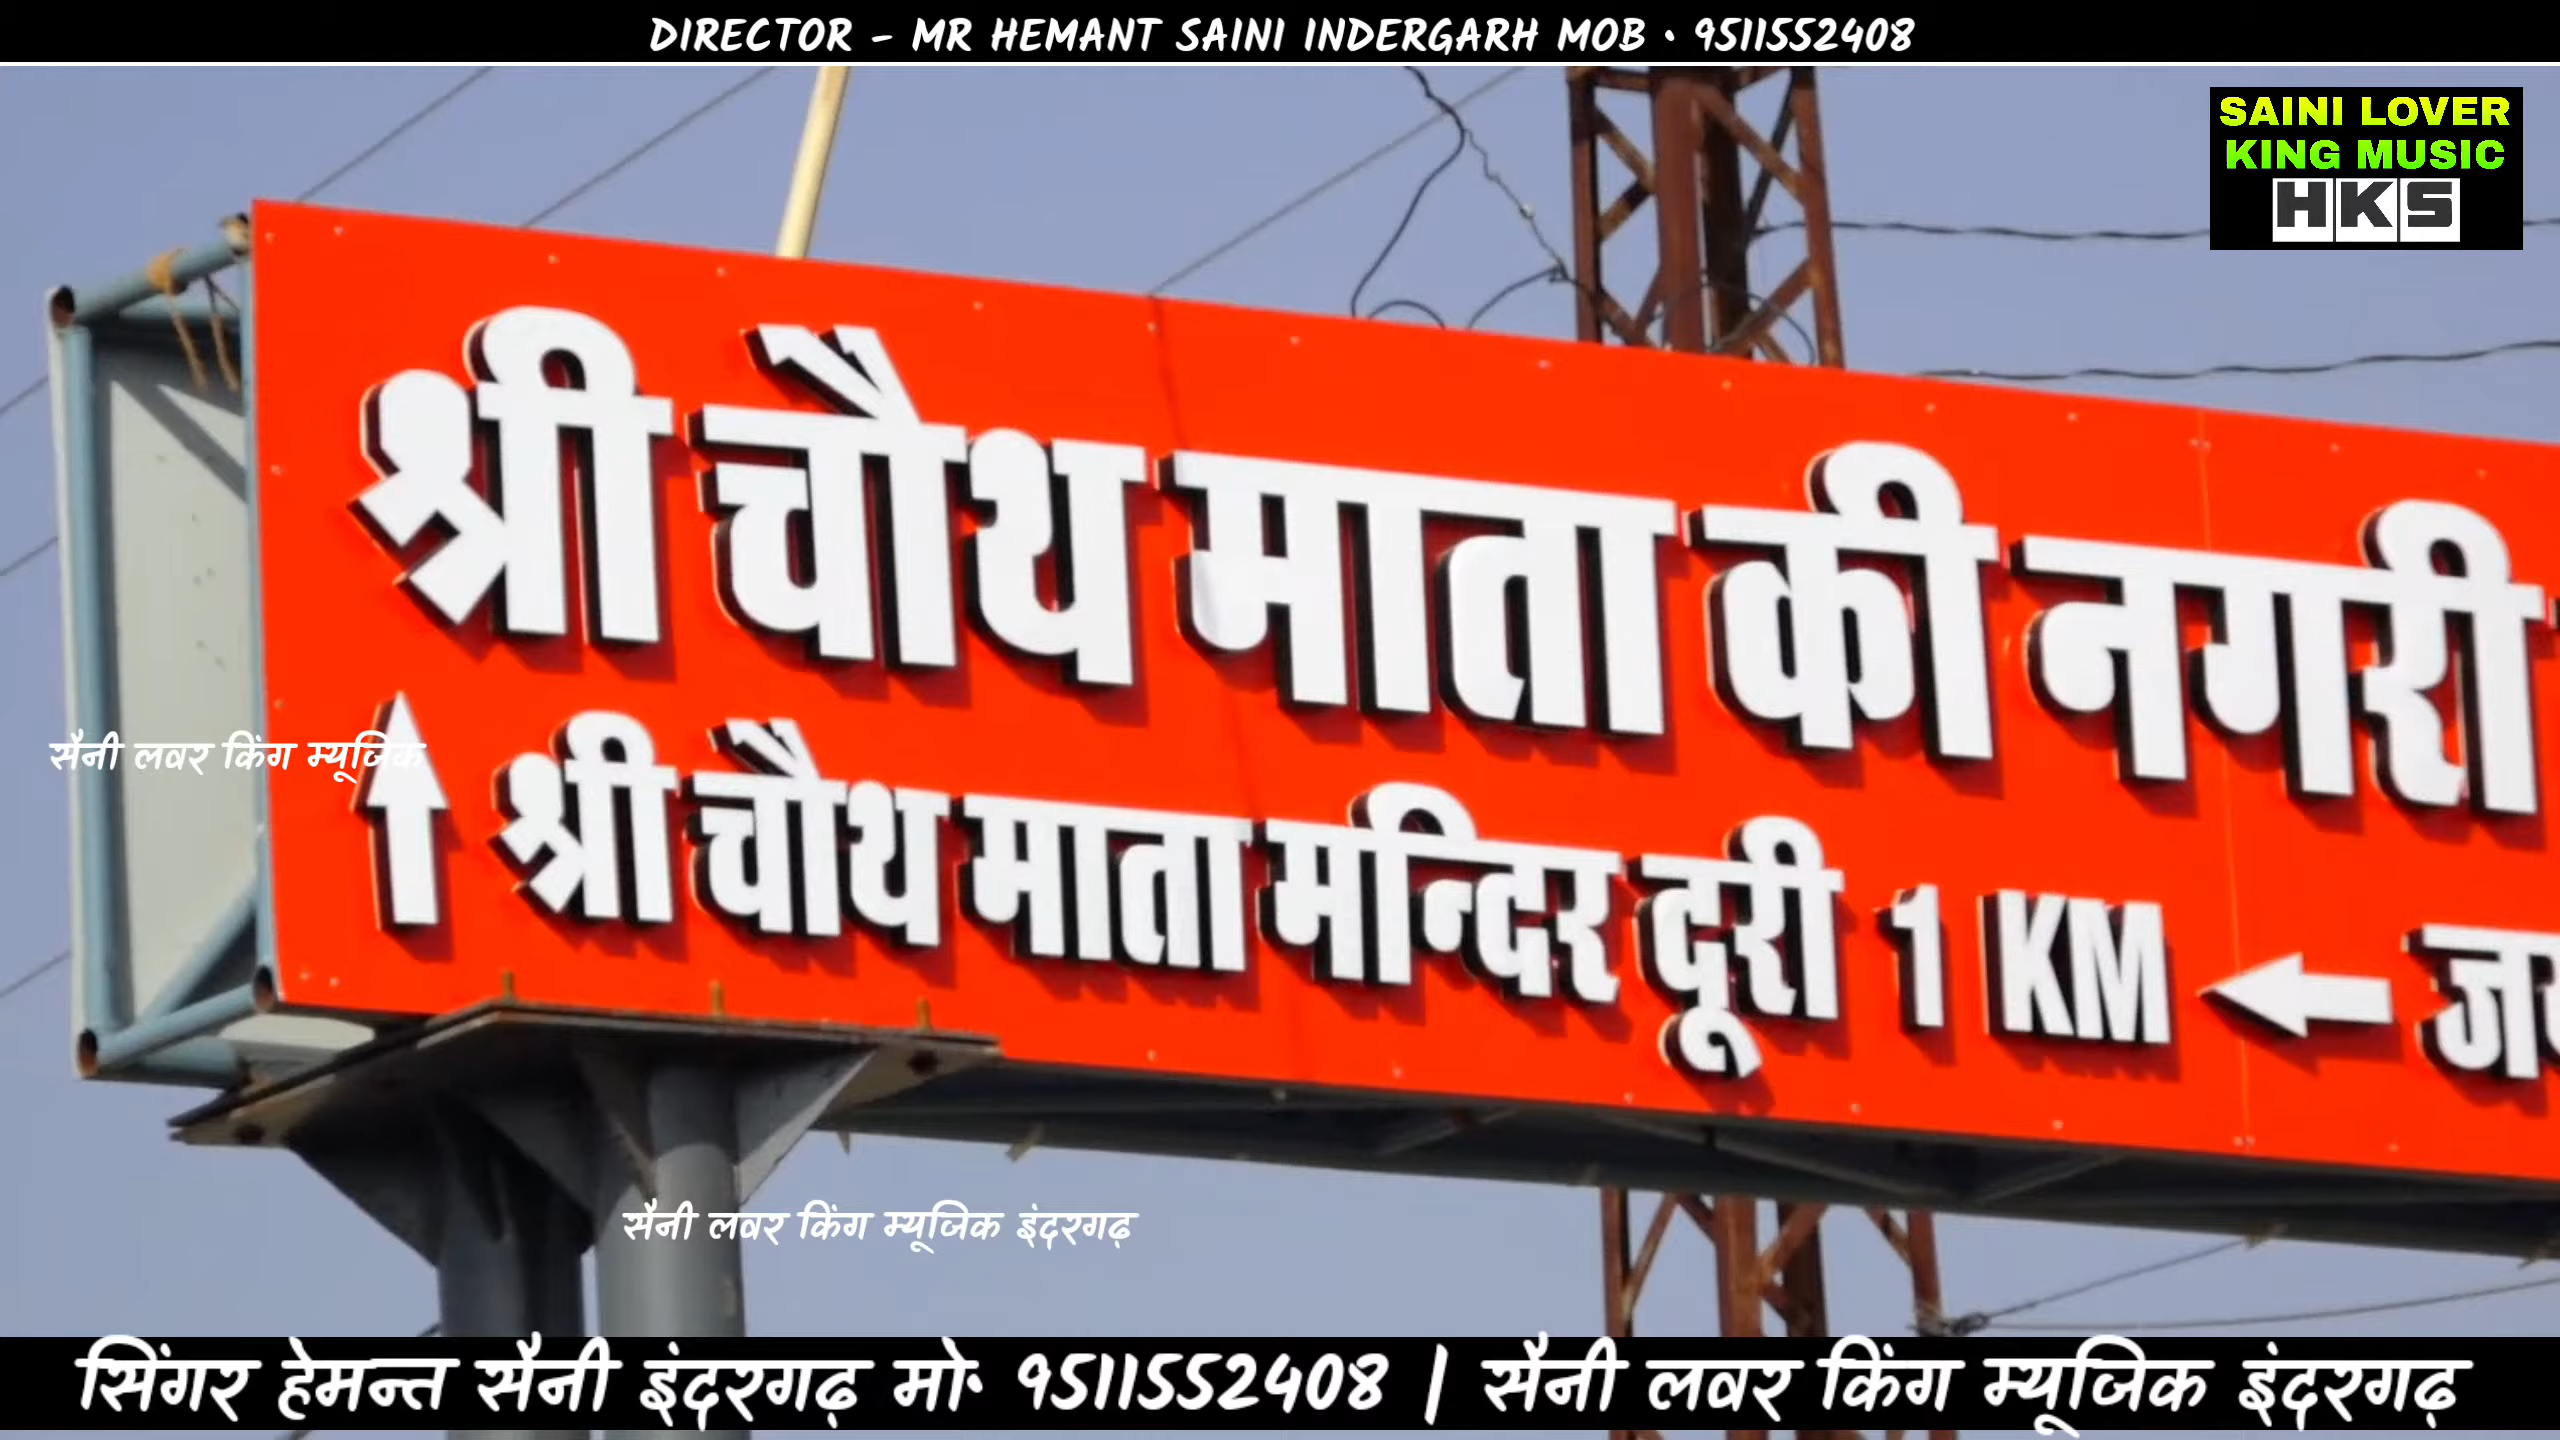 DIRECTOR - MR HEMANT SAINI INDERGARH MOB • 9511552408
SAINI LOVER
KING MUSIC
HKS
श्री चौथ माता की नगरी
सैनी लवर किंग म्यूजिक
↑ श्री चौथ माता मन्दिर दूरी 1 KM ←
सैनी लवर किंग म्यूजिक इंदरगढ़
सिंगर हेमन्त सैनी इंदरगढ़ मो• 9511552408 | सैनी लवर किंग म्यूजिक इंदरगढ़